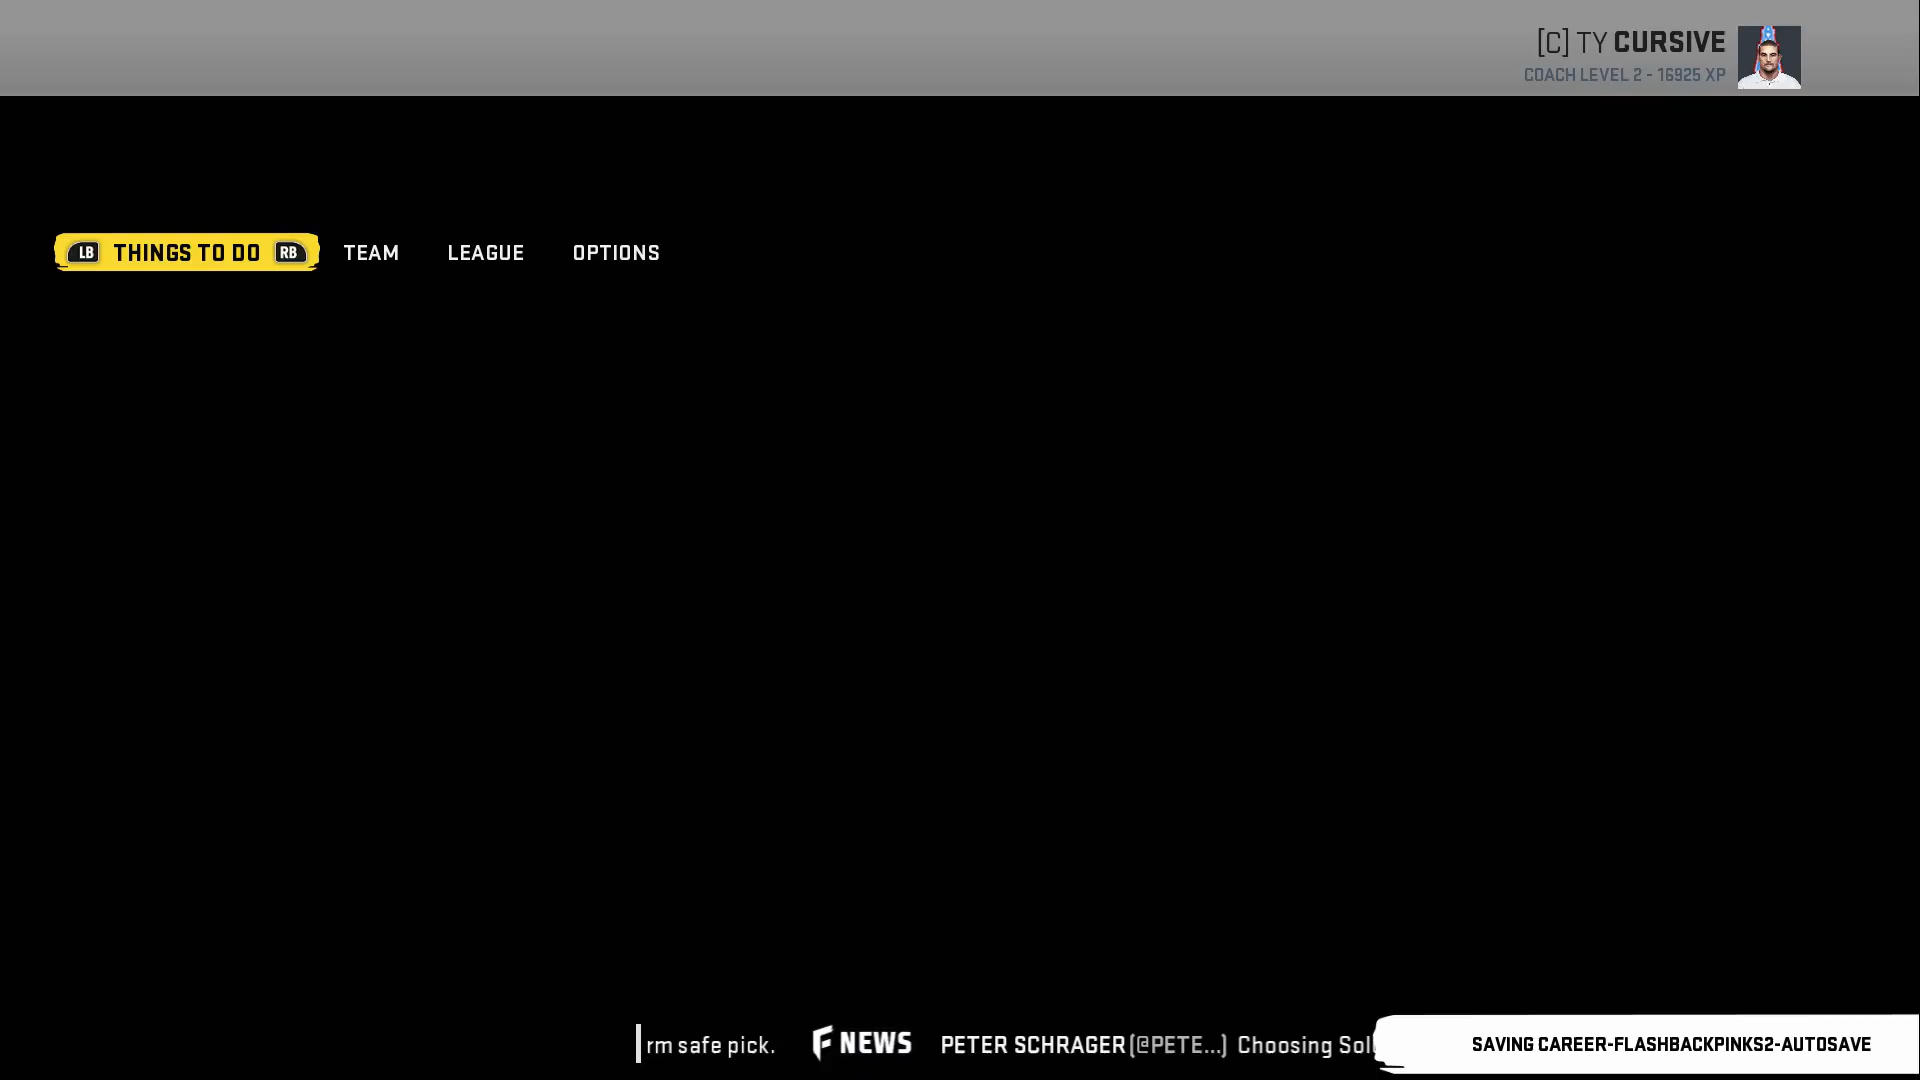 [C] TY CURSIVE
COACH LEVEL 2 - 16925 XP
LB THINGS TO DO RB TEAM LEAGUE OPTIONS
rm safe pick. NEWS PETER SCHRAGER(@PETE...) Choosing Sol
SAVING CAREER-FLASHBACKPINKS2-AUTOSAVE